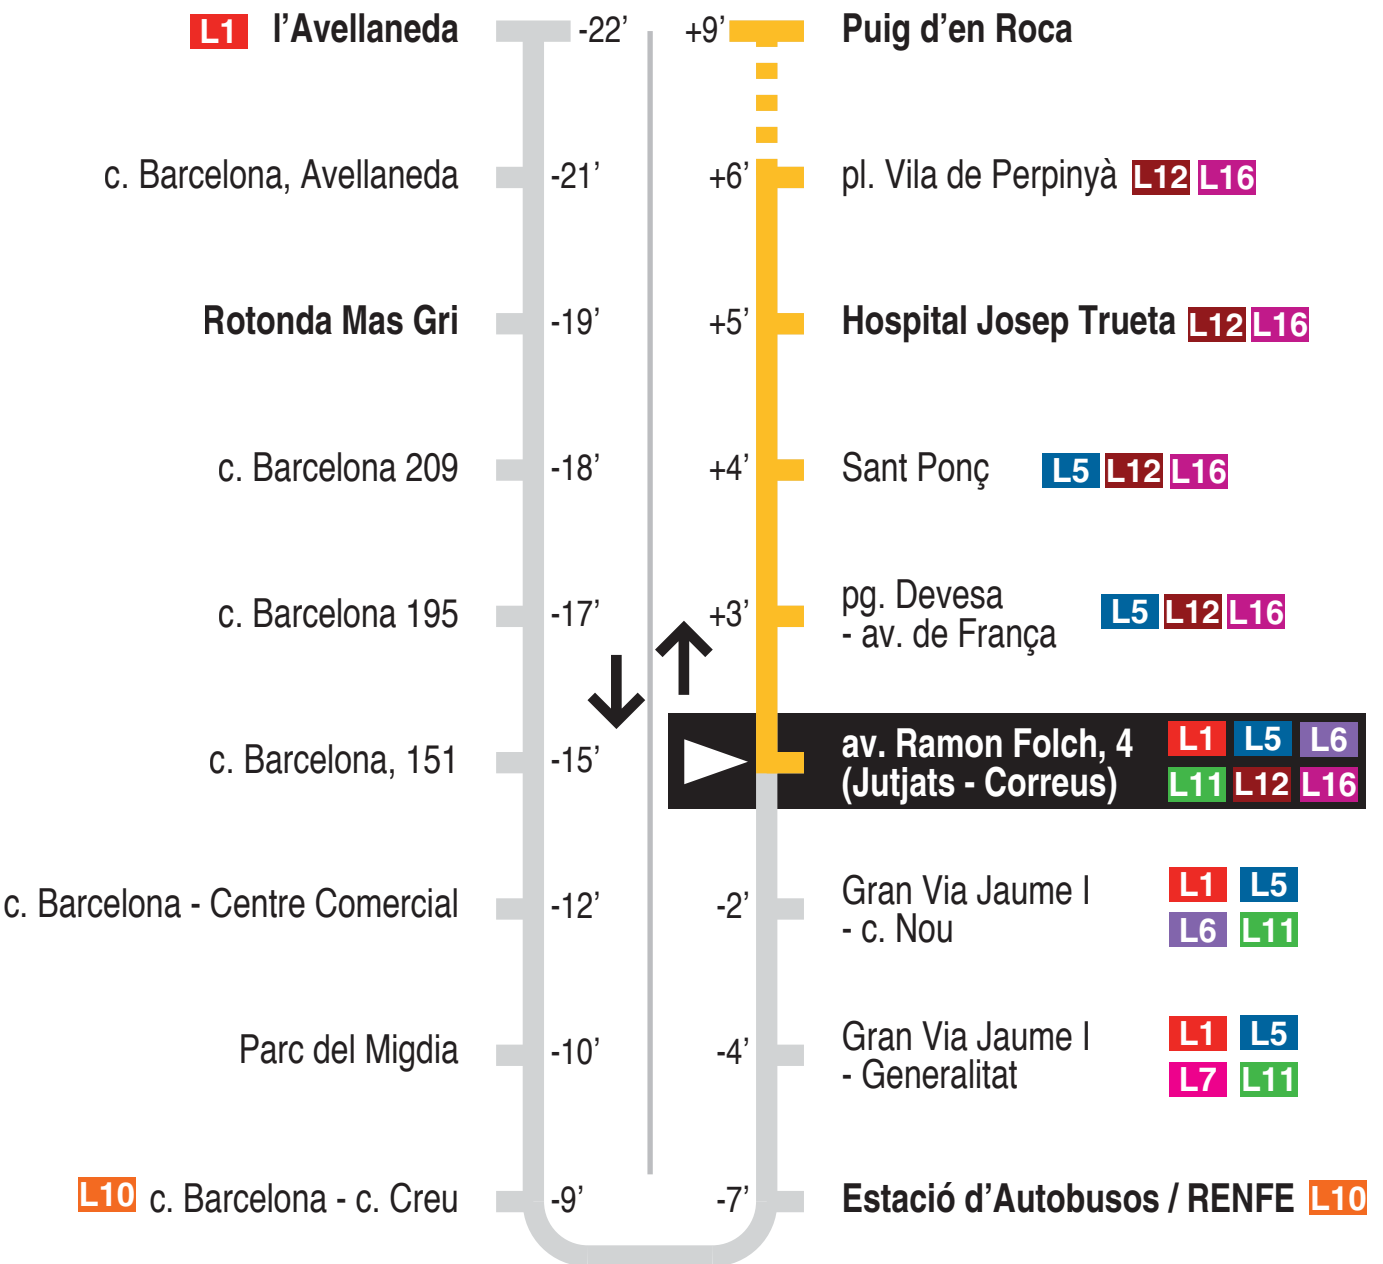 L1 l'Avellaneda -22’
c. Barcelona, Avellaneda -21’
Rotonda Mas Gri -19’
c. Barcelona 209 -18’
c. Barcelona 195 -17’
c. Barcelona, 151 -15’
c. Barcelona - Centre Comercial -12’
Parc del Migdia -10’
L10 c. Barcelona - c. Creu -9’
+9’ Puig d’en Roca
+6’ pl. Vila de Perpinyà L12 L16
+5’ Hospital Josep Trueta L12 L16
+4’ Sant Ponç L5 L12 L16
+3’ pg. Devesa
- av. de França L5 L12 L16
av. Ramon Folch, 4 L1 L5 L6
(Jutjats - Correus) L11 L12 L16
-2’ Gran Via Jaume I L1 L5
- c. Nou L6 L11
-4’ Gran Via Jaume I L1 L5
- Generalitat L7 L11
-7’ Estació d’Autobusos / RENFE L10